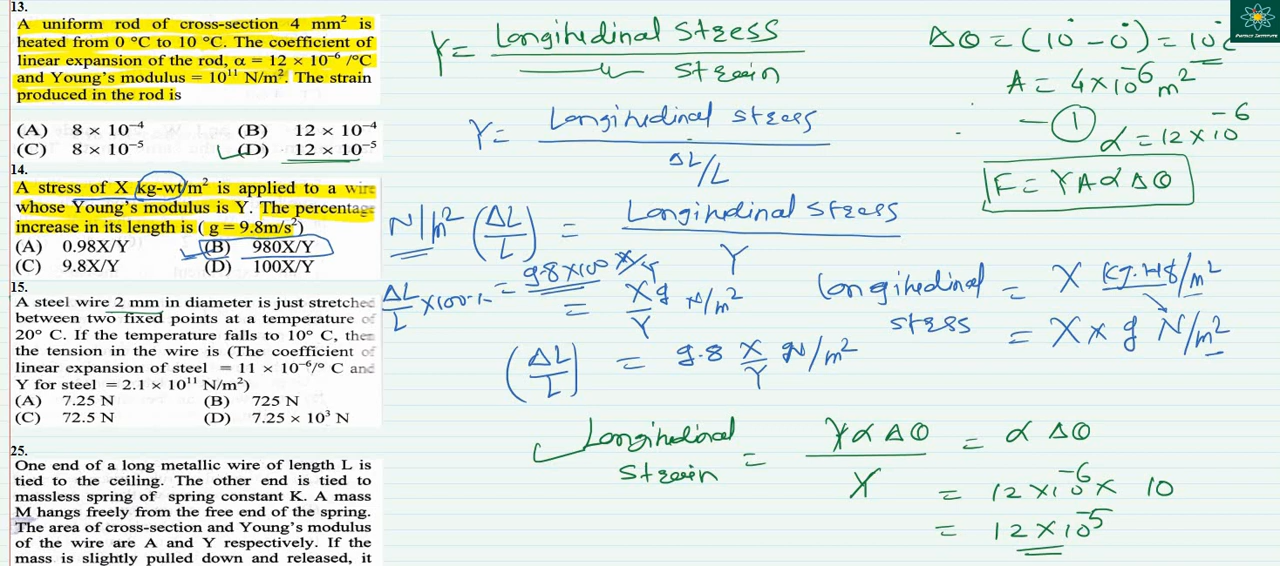 13.
A uniform rod of cross-section 4 mm² is
heated from 0 °C to 10 °C. The coefficient of
linear expansion of the rod, α = 12 × 10⁻⁶ /°C
and Young's modulus = 10¹¹ N/m². The strain
produced in the rod is
(A) 8 × 10⁻⁴ (B) 12 × 10⁻⁴
(C) 8 × 10⁻⁵ (D) 12 × 10⁻⁵
14.
A stress of X kg-wt/m² is applied to a wire
whose Young's modulus is Y. The percentage
increase in its length is ( g = 9.8m/s²)
(A) 0.98X/Y (B) 980X/Y
(C) 9.8X/Y (D) 100X/Y
15.
A steel wire 2 mm in diameter is just stretched
between two fixed points at a temperature of
20° C. If the temperature falls to 10° C, then
the tension in the wire is (The coefficient of
linear expansion of steel = 11 × 10⁻⁶/° C and
Y for steel = 2.1 × 10¹¹ N/m²)
(A) 7.25 N (B) 725 N
(C) 72.5 N (D) 7.25 × 10³ N
25.
One end of a long metallic wire of length L is
tied to the ceiling. The other end is tied to
massless spring of spring constant K. A mass
M hangs freely from the free end of the spring.
The area of cross-section and Young's modulus
of the wire are A and Y respectively. If the
mass is slightly pulled down and released, it
Y = Longitudinal Stress
Strain
Y = Longitudinal stress
ΔL/L
N/m² (ΔL/L) = Longitudinal stress
Y
ΔL/L × 100% = 9.8×100 X/Y = Xg/Y N/m²
(ΔL/L) = 9.8 X/Y N/m²
Δθ = (10° - 0°) = 10°C
A = 4×10⁻⁶ m²
— ① α = 12×10⁻⁶
F = YAαΔθ
Longitudinal stress = X kg.wt/m²
= X × g N/m²
Longitudinal strain = YαΔθ/Y = αΔθ
= 12×10⁻⁶ × 10
= 12×10⁻⁵